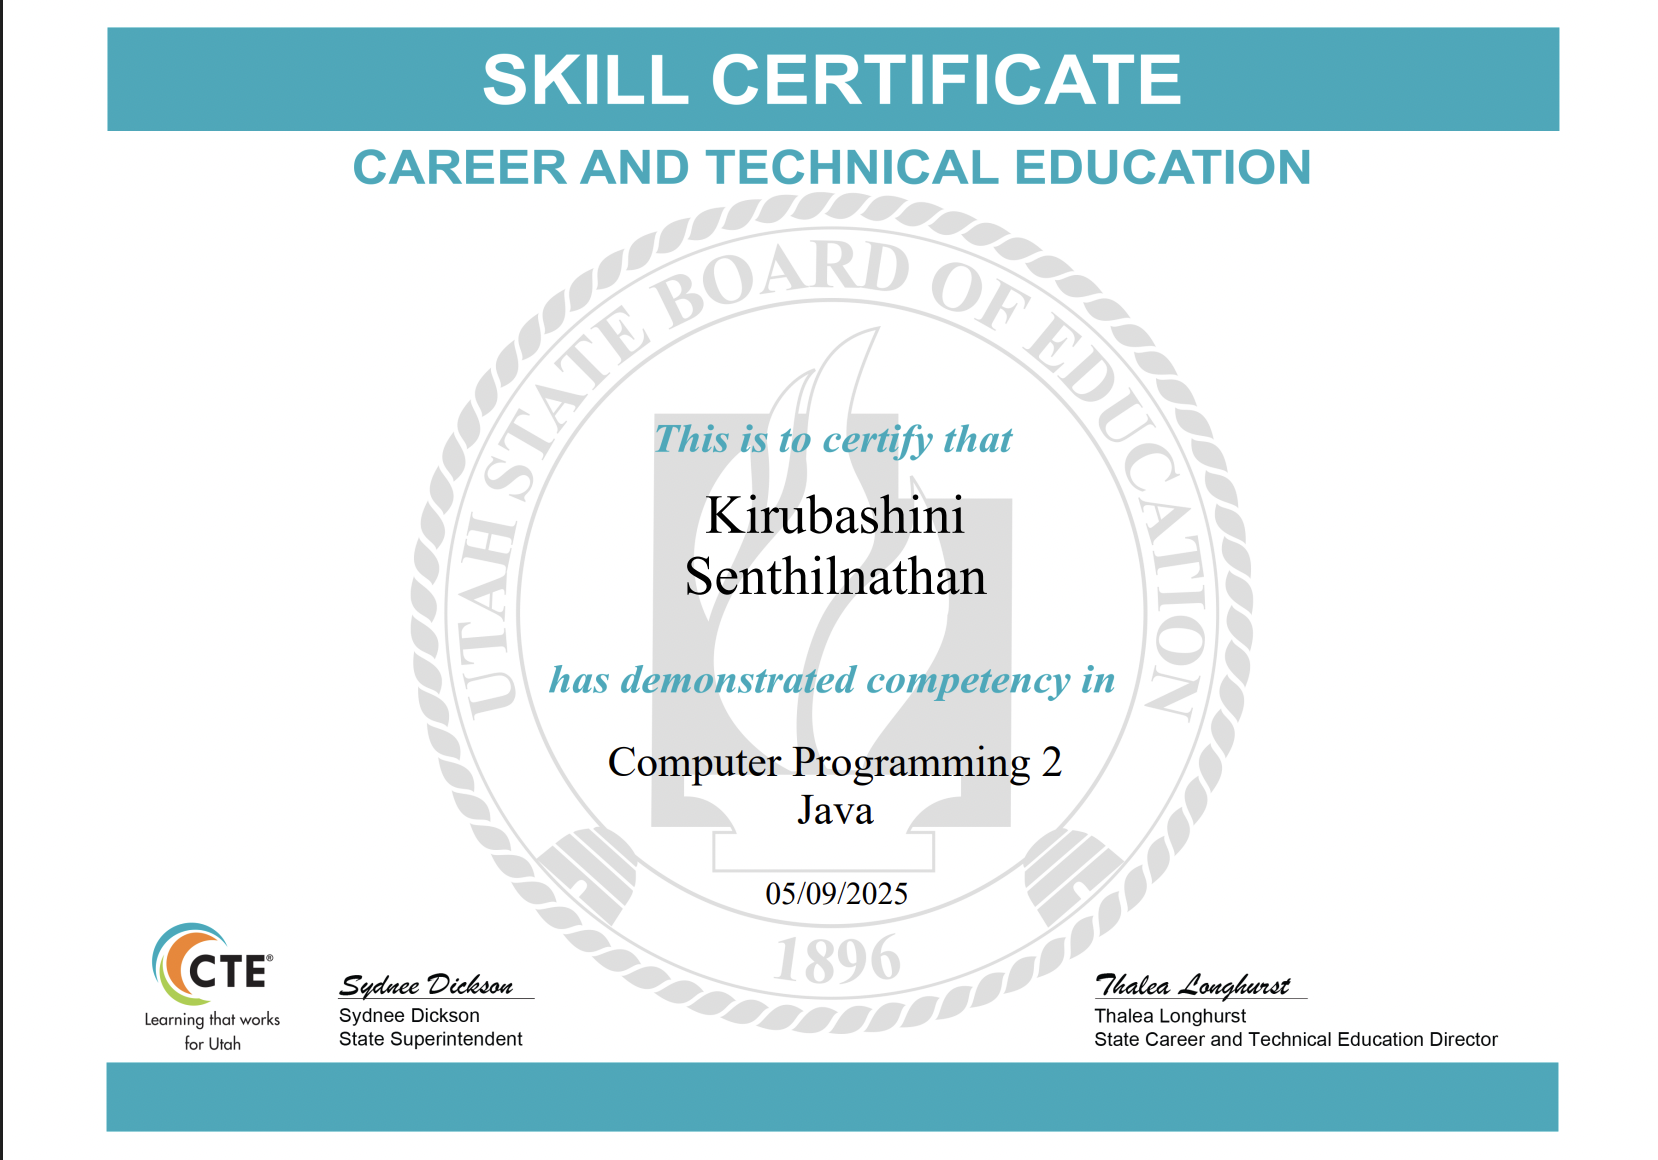 SKILL CERTIFICATE
CAREER AND TECHNICAL EDUCATION
UTAH STATE BOARD OF EDUCATION
This is to certify that
Kirubashini
Senthilnathan
has demonstrated competency in
Computer Programming 2
Java
05/09/2025
1896
CTE®
Learning that works
for Utah
Sydnee Dickson
Sydnee Dickson
State Superintendent
Thalea Longhurst
Thalea Longhurst
State Career and Technical Education Director